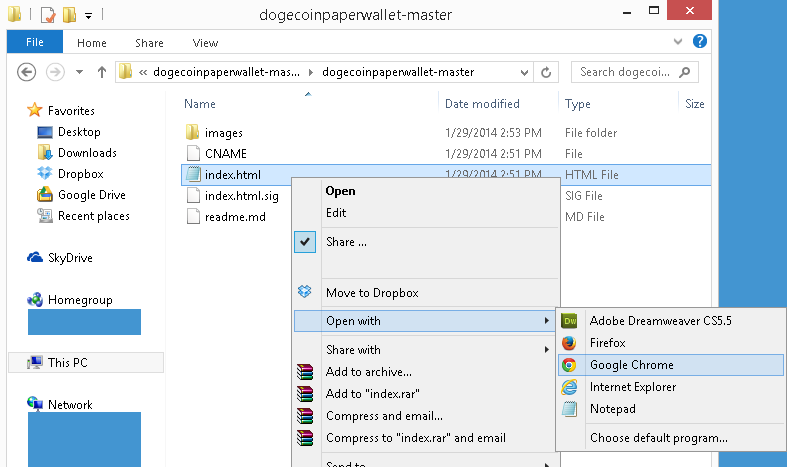 dogecoinpaperwallet-master
File Home Share View
« dogecoinpaperwallet-mas... dogecoinpaperwallet-master Search dogecoi...
Name Date modified Type Size
Favorites
Desktop
Downloads
Dropbox
Google Drive
Recent places
SkyDrive
Homegroup
This PC
Network
images 1/29/2014 2:53 PM File folder
CNAME 1/29/2014 2:51 PM File
index.html 1/29/2014 2:51 PM HTML File
index.html.sig SIG File
readme.md MD File
Open
Edit
Share ...
Move to Dropbox
Open with
Share with
Add to archive...
Add to "index.rar"
Compress and email...
Compress to "index.rar" and email
Send to
Adobe Dreamweaver CS5.5
Firefox
Google Chrome
Internet Explorer
Notepad
Choose default program...